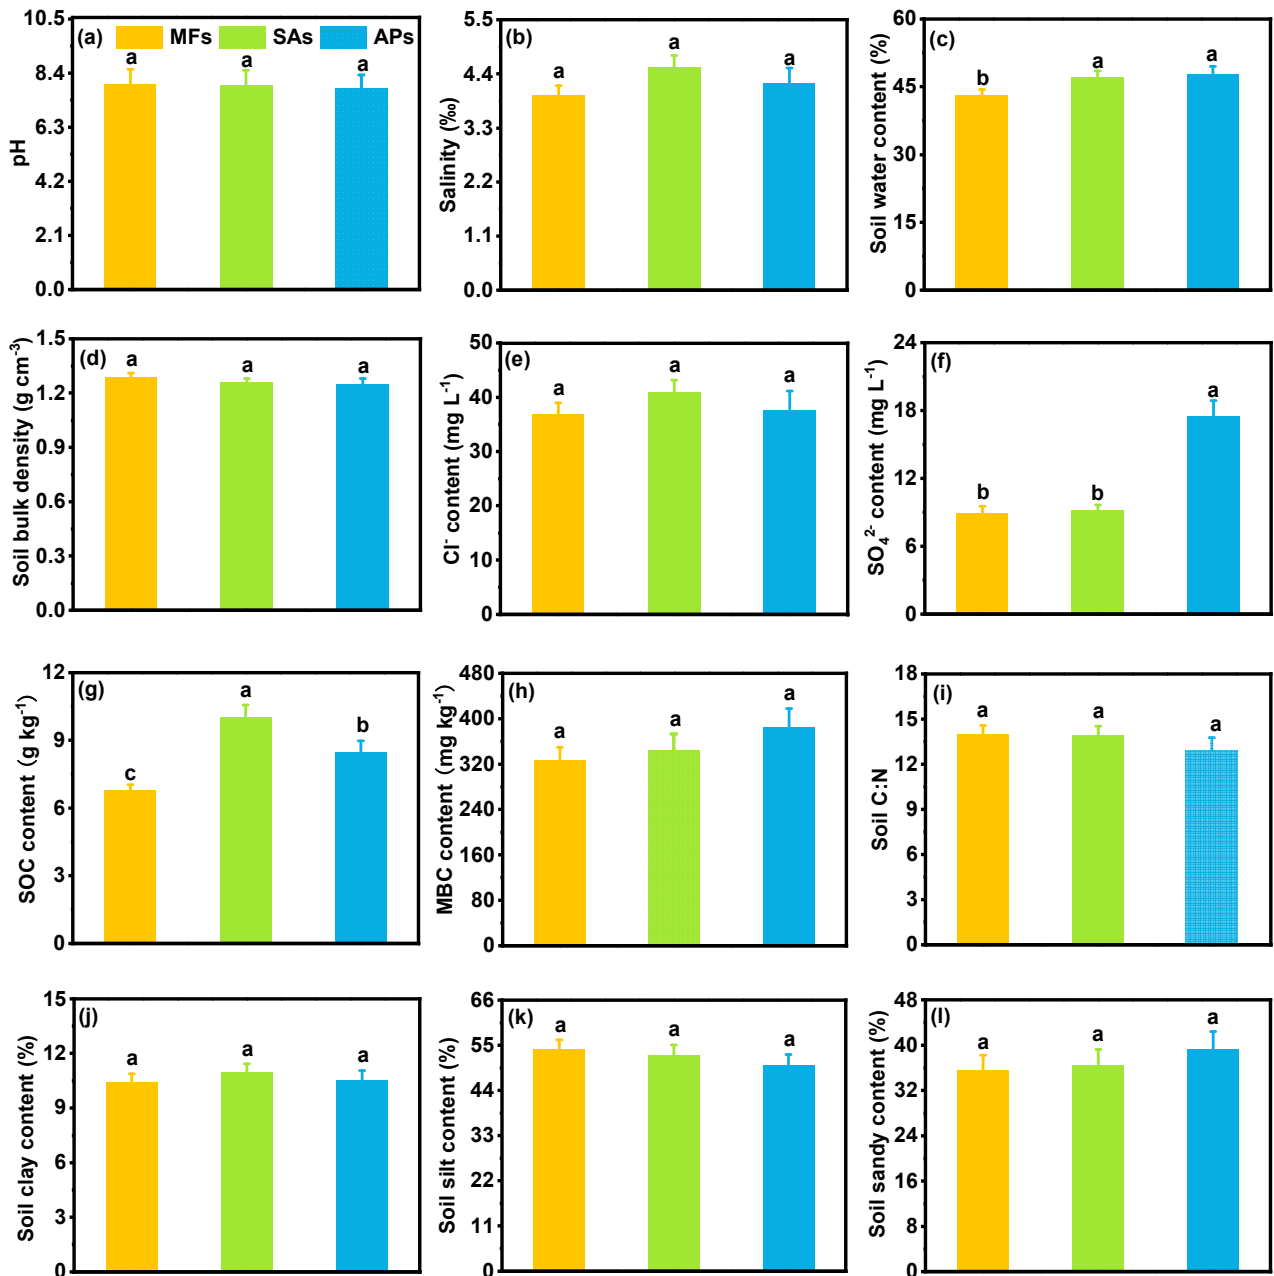 (a) MFs SAs APs
10.5
8.4
6.3
4.2
2.1
0.0
pH
a a a
(b)
5.5
4.4
3.3
2.2
1.1
0.0
Salinity (‰)
a a a
(c)
60
45
30
15
0
Soil water content (%)
b a a
(d)
1.5
1.2
0.9
0.6
0.3
0.0
Soil bulk density (g cm⁻³)
a a a
(e)
50
40
30
20
10
0
Cl⁻ content (mg L⁻¹)
a a a
(f)
24
18
12
6
0
SO₄²⁻ content (mg L⁻¹)
b b a
(g)
12
9
6
3
0
SOC content (g kg⁻¹)
c a b
(h)
480
400
320
240
160
80
0
MBC content (mg kg⁻¹)
a a a
(i)
18
15
12
9
6
3
0
Soil C:N
a a a
(j)
15
12
9
6
3
0
Soil clay content (%)
a a a
(k)
66
55
44
33
22
11
0
Soil silt content (%)
a a a
(l)
48
40
32
24
16
8
0
Soil sandy content (%)
a a a